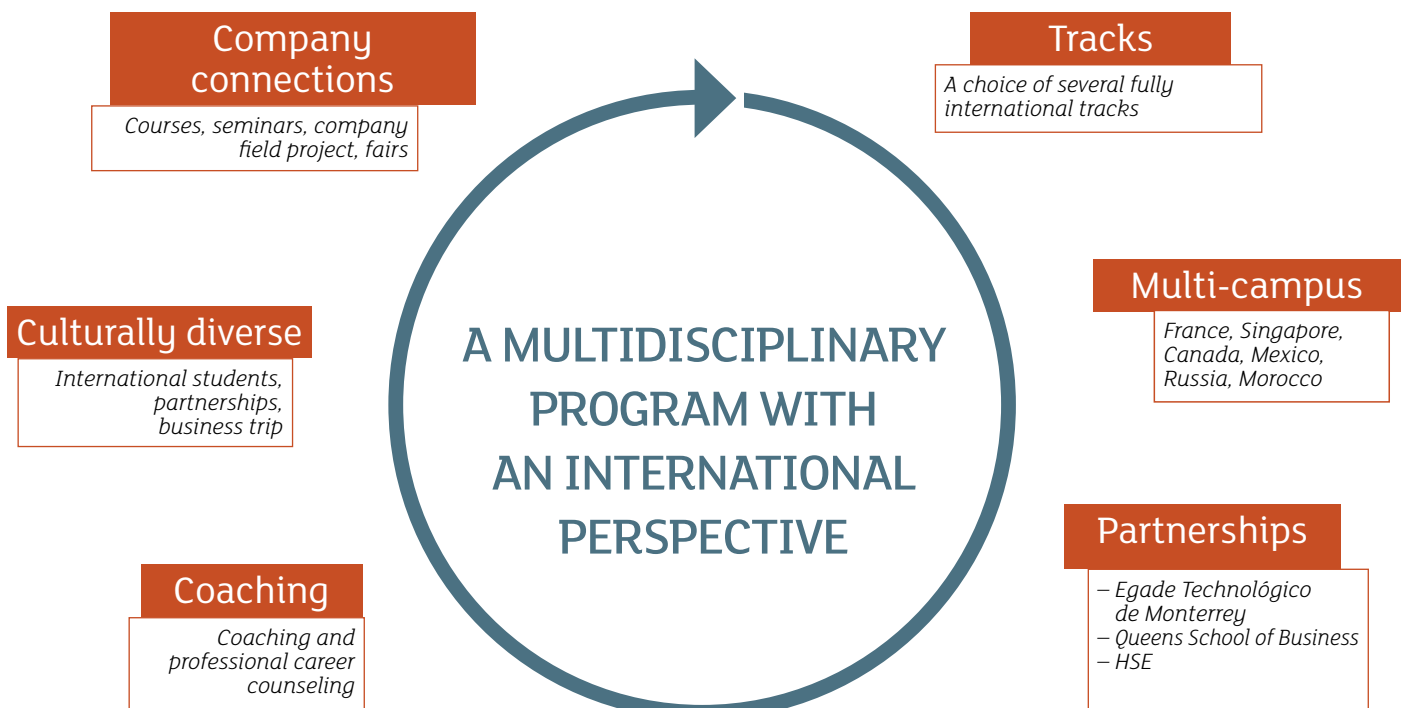 Company
connections
Courses, seminars, company
field project, fairs
Tracks
A choice of several fully
international tracks
Culturally diverse
International students,
partnerships,
business trip
A MULTIDISCIPLINARY
PROGRAM WITH
AN INTERNATIONAL
PERSPECTIVE
Multi-campus
France, Singapore,
Canada, Mexico,
Russia, Morocco
Coaching
Coaching and
professional career
counseling
Partnerships
– Egade Technológico
de Monterrey
– Queens School of Business
– HSE